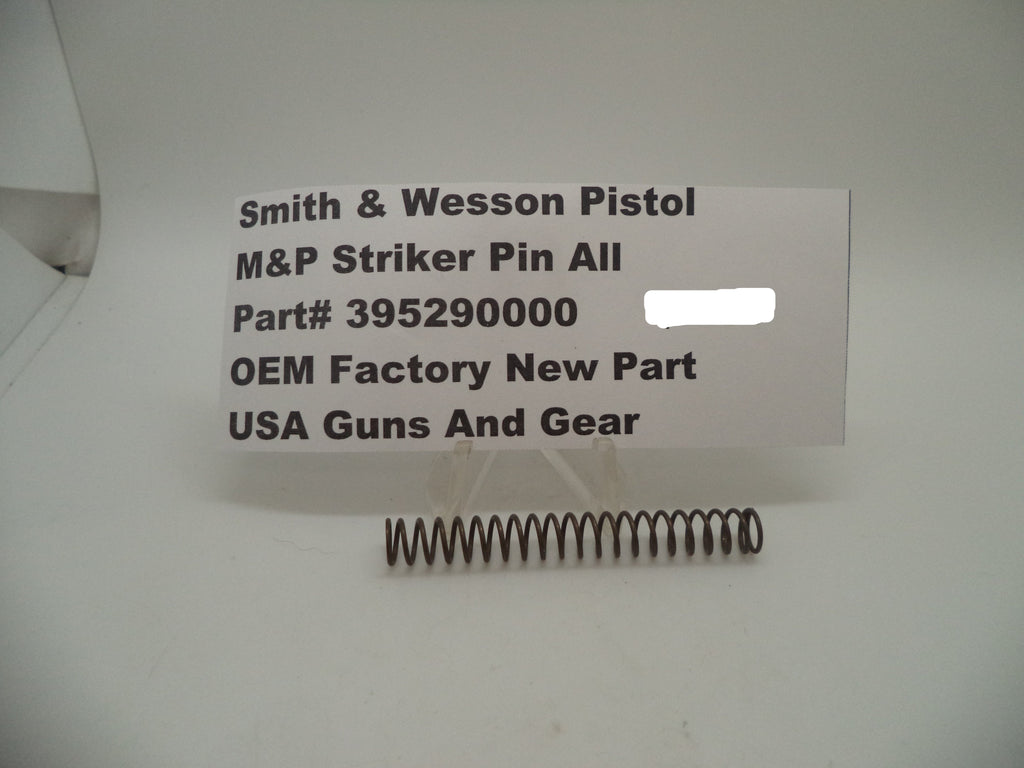 Smith & Wesson Pistol
M&P Striker Pin All
Part# 395290000
OEM Factory New Part
USA Guns And Gear